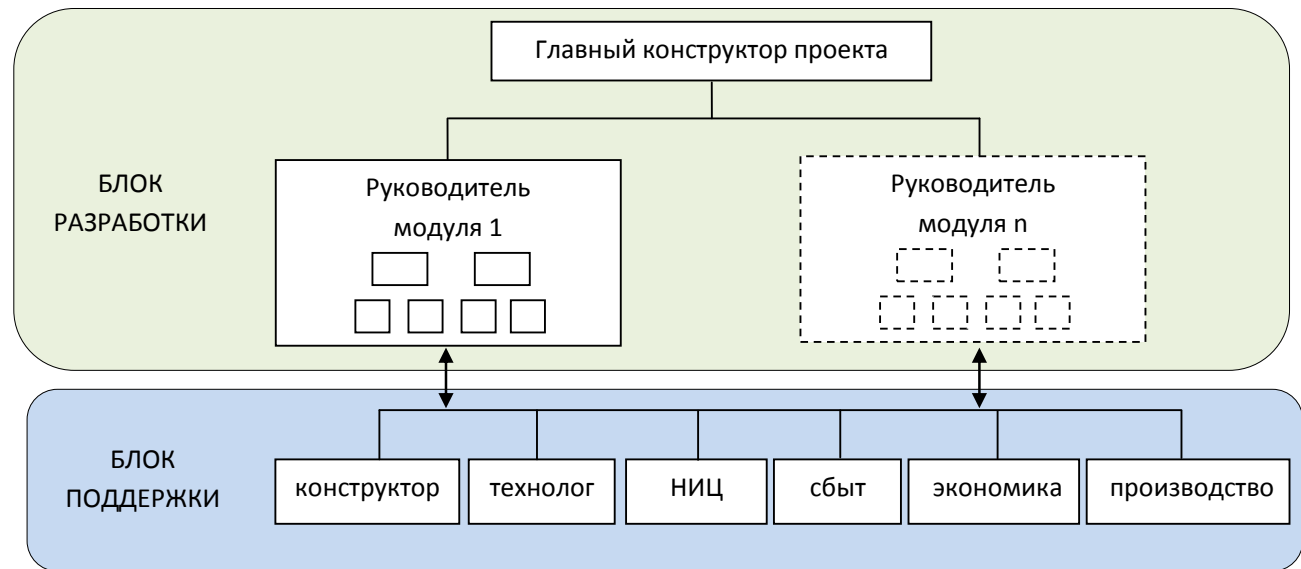 Главный конструктор проекта
БЛОК
РАЗРАБОТКИ
Руководитель
модуля 1
Руководитель
модуля n
БЛОК
ПОДДЕРЖКИ
конструктор
технолог
НИЦ
сбыт
экономика
производство